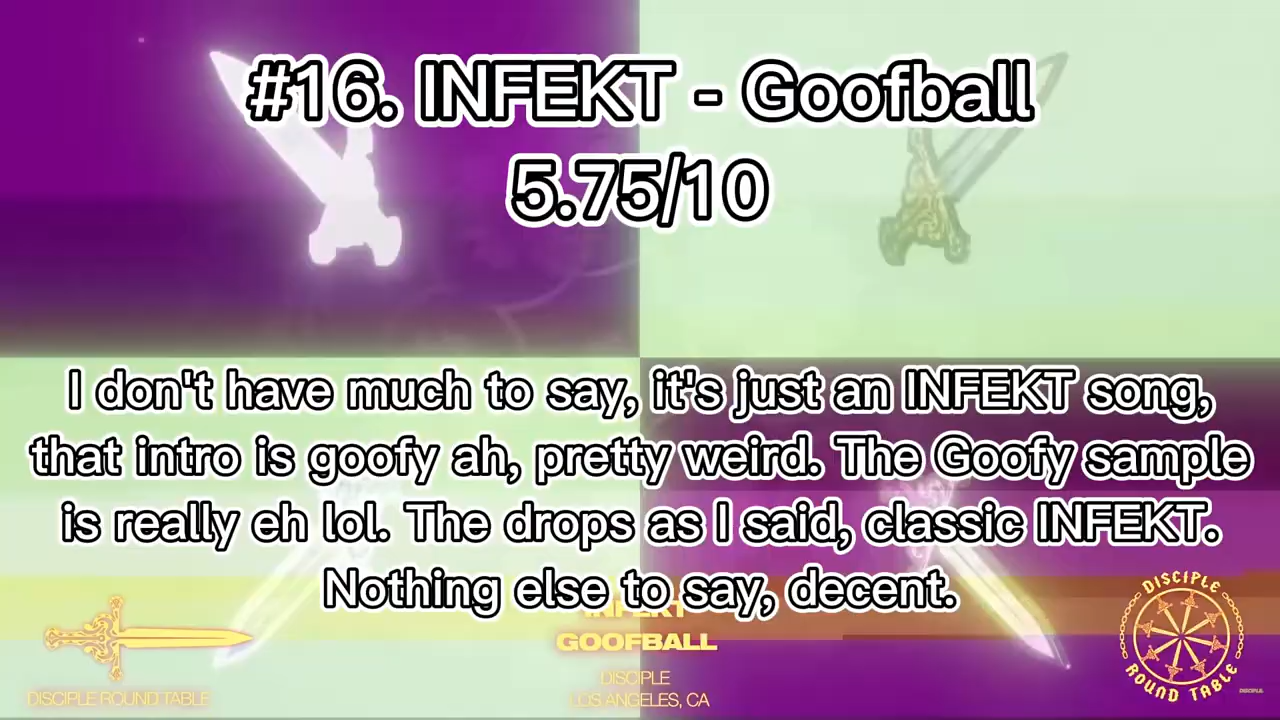 #16. INFEKT - Goofball
5.75/10
I don't have much to say, it's just an INFEKT song,
that intro is goofy ah, pretty weird. The Goofy sample
is really eh lol. The drops as I said, classic INFEKT.
Nothing else to say, decent.
INFEKT
GOOFBALL
DISCIPLE
LOS ANGELES, CA
DISCIPLE ROUND TABLE
DISCIPLE
ROUND TABLE
DISCIPLE